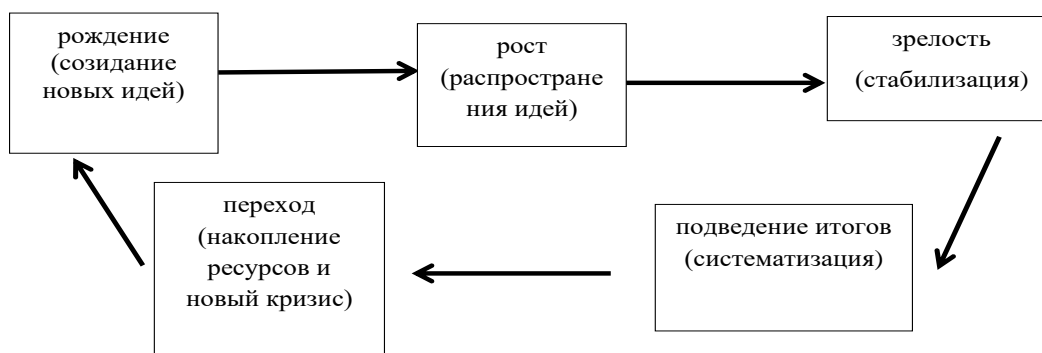 рождение
(созидание
новых идей)
рост
(распростране
ния идей)
зрелость
(стабилизация)
подведение итогов
(систематизация)
переход
(накопление
ресурсов и
новый кризис)